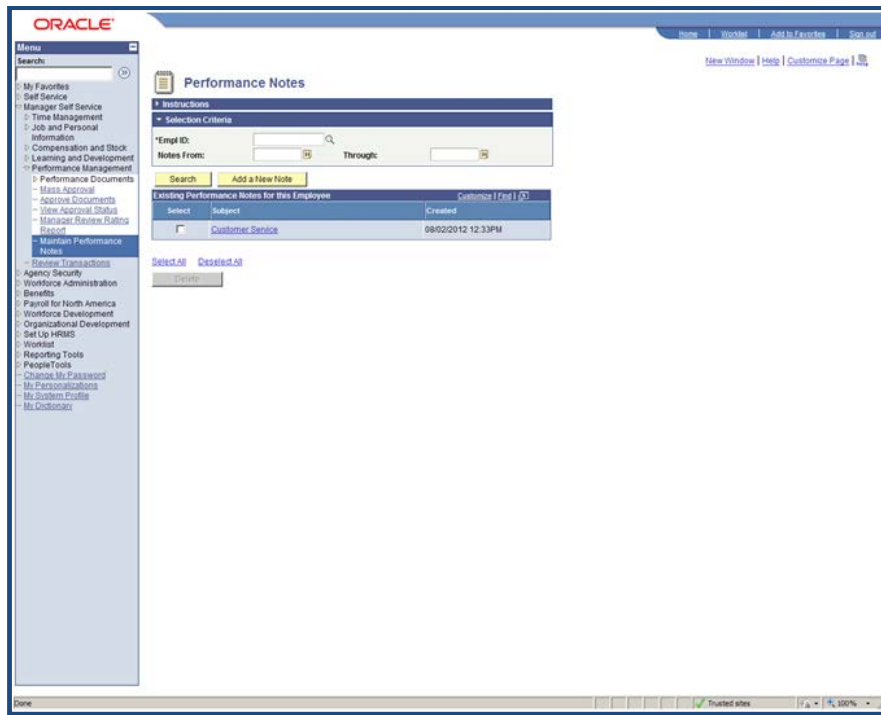 ORACLE'
Home | Worklist | Add to Favorites | Sign out
Menu
Search:
My Favorites
Self Service
Manager Self Service
Time Management
Job and Personal
Information
Compensation and Stock
Learning and Development
Performance Management
Performance Documents
Mass Approval
Approve Documents
View Approval Status
Manager Review Rating
Report
Maintain Performance
Notes
Review Transactions
Agency Security
Workforce Administration
Benefits
Payroll for North America
Workforce Development
Organizational Development
Set Up HRMS
Worklist
Reporting Tools
PeopleTools
Change My Password
My Personalizations
My System Profile
My Dictionary
New Window | Help | Customize Page |
Performance Notes
Instructions
Selection Criteria
*Empl ID:
Notes From: Through:
Search Add a New Note
Existing Performance Notes for this Employee Customize | Find |
Select Subject Created
Customer Service 08/02/2012 12:33PM
Select All Deselect All
Delete
Done Trusted sites 100%